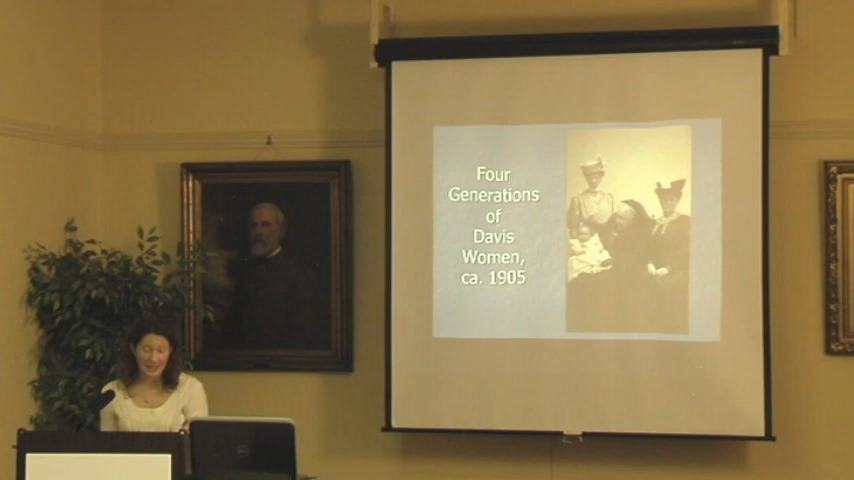 Four
Generations
of
Davis
Women,
ca. 1905